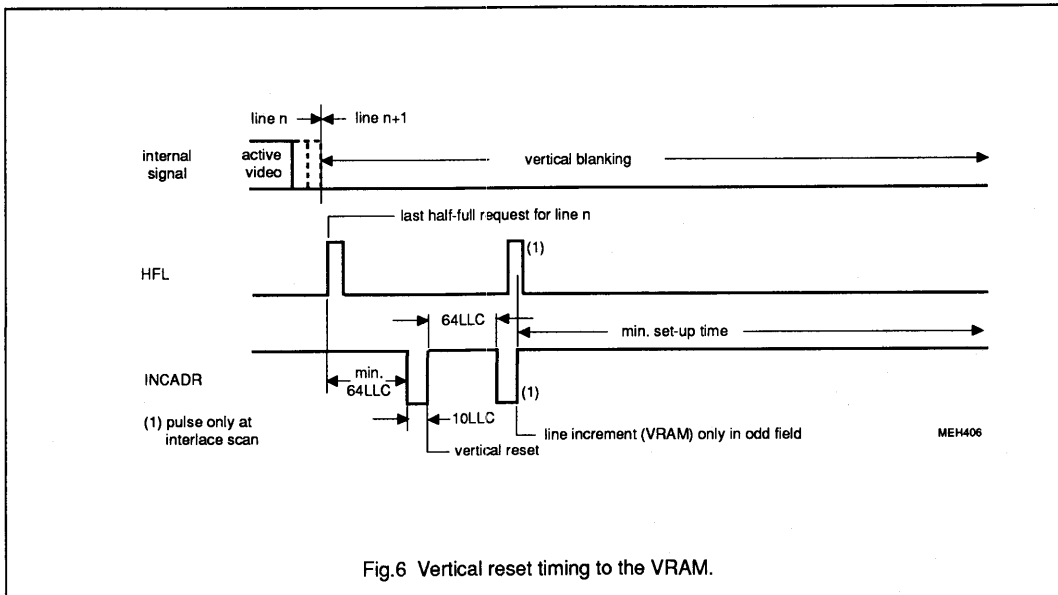 line n
line n+1
internal
signal
active
video
vertical blanking
last half-full request for line n
HFL
(1)
64LLC
min. set-up time
INCADR
min.
64LLC
(1)
(1) pulse only at
interlace scan
10LLC
line increment (VRAM) only in odd field
MEH406
vertical reset
Fig.6 Vertical reset timing to the VRAM.